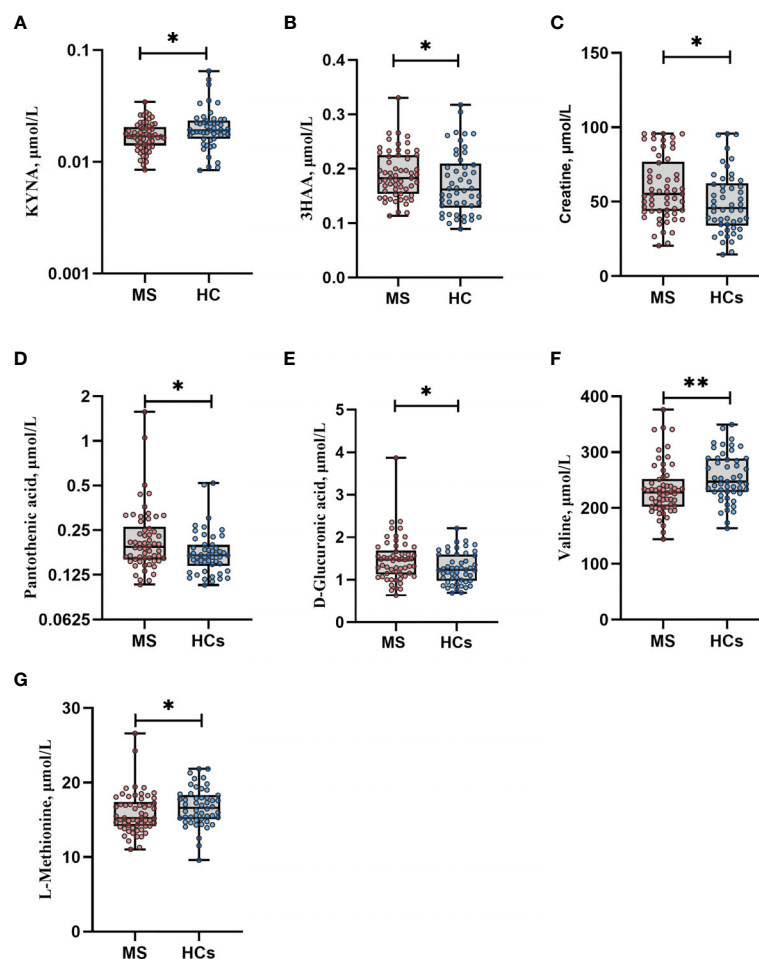 A
KYNA, μmol/L
0.1
0.01
0.001
*
MS HC
B
3HAA, μmol/L
0.4
0.3
0.2
0.1
0.0
*
MS HC
C
Creatine, μmol/L
150
100
50
0
*
MS HCs
D
Pantothenic acid, μmol/L
2
1
0.5
0.25
0.125
0.0625
*
MS HCs
E
D-Glucuronic acid, μmol/L
5
4
3
2
1
0
*
MS HCs
F
Valine, μmol/L
400
300
200
100
0
**
MS HCs
G
L-Methionine, μmol/L
30
20
10
0
*
MS HCs